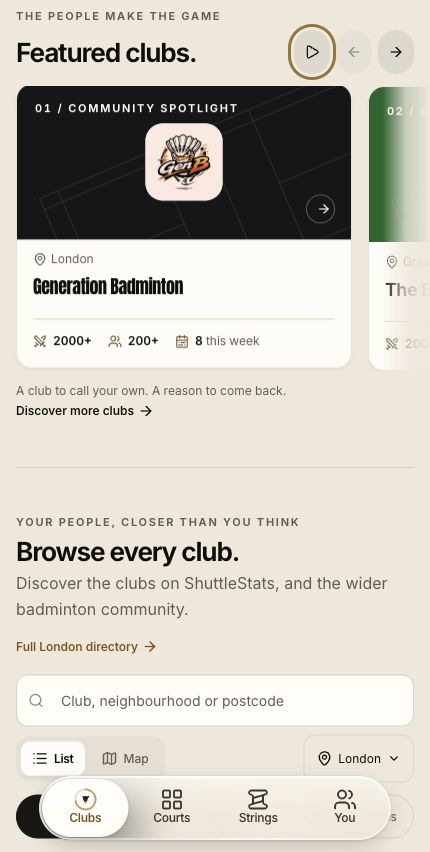 THE PEOPLE MAKE THE GAME
Featured clubs.
01 / COMMUNITY SPOTLIGHT
02 /
Gen B
London
Generation Badminton
The
2000+ 200+ 8 this week
A club to call your own. A reason to come back.
Discover more clubs
YOUR PEOPLE, CLOSER THAN YOU THINK
Browse every club.
Discover the clubs on ShuttleStats, and the wider
badminton community.
Full London directory
Club, neighbourhood or postcode
List Map London
Clubs Courts Strings You